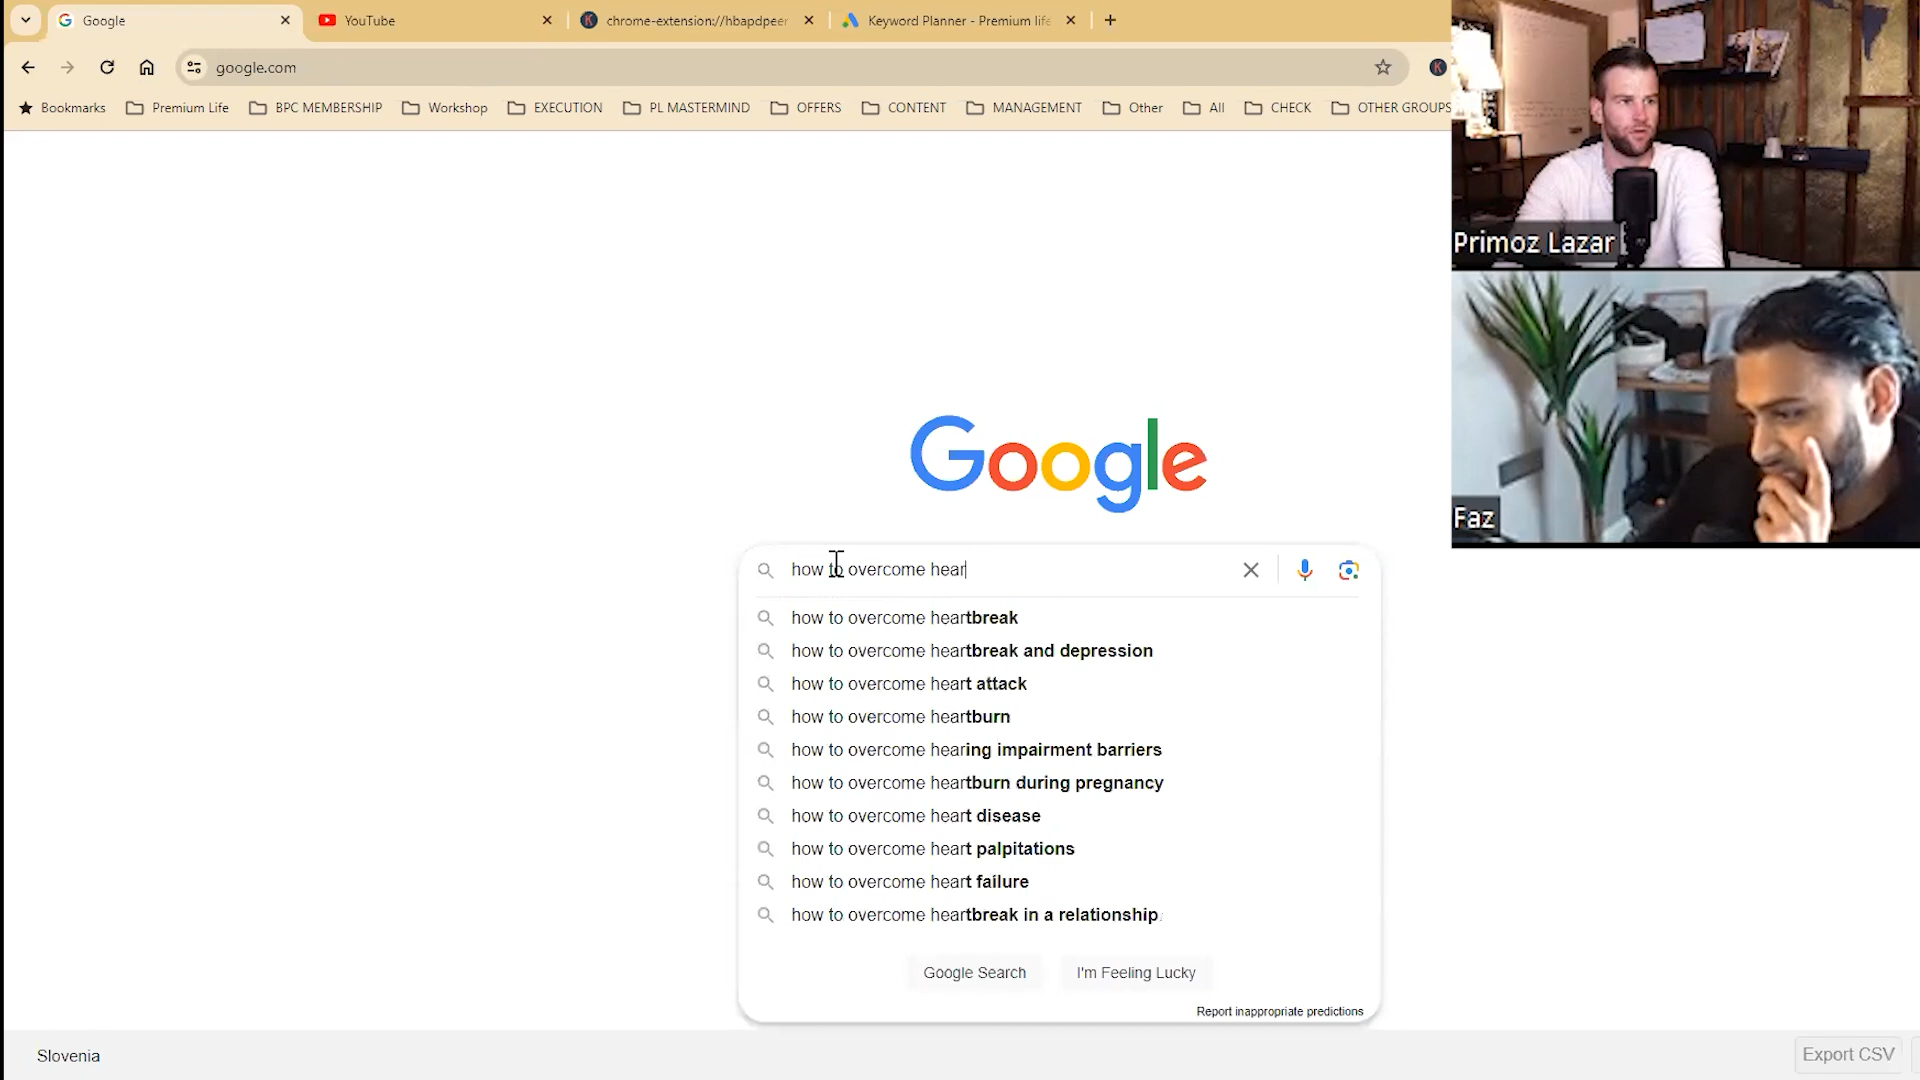 Google
YouTube
chrome-extension://hbapdpeer
Keyword Planner - Premium life
google.com
Bookmarks
Premium Life
BPC MEMBERSHIP
Workshop
EXECUTION
PL MASTERMIND
OFFERS
CONTENT
MANAGEMENT
Other
All
CHECK
OTHER GROUPS
Primoz Lazar
Faz
Google
how to overcome hear
how to overcome heartbreak
how to overcome heartbreak and depression
how to overcome heart attack
how to overcome heartburn
how to overcome hearing impairment barriers
how to overcome heartburn during pregnancy
how to overcome heart disease
how to overcome heart palpitations
how to overcome heart failure
how to overcome heartbreak in a relationship
Google Search
I'm Feeling Lucky
Report inappropriate predictions
Slovenia
Export CSV